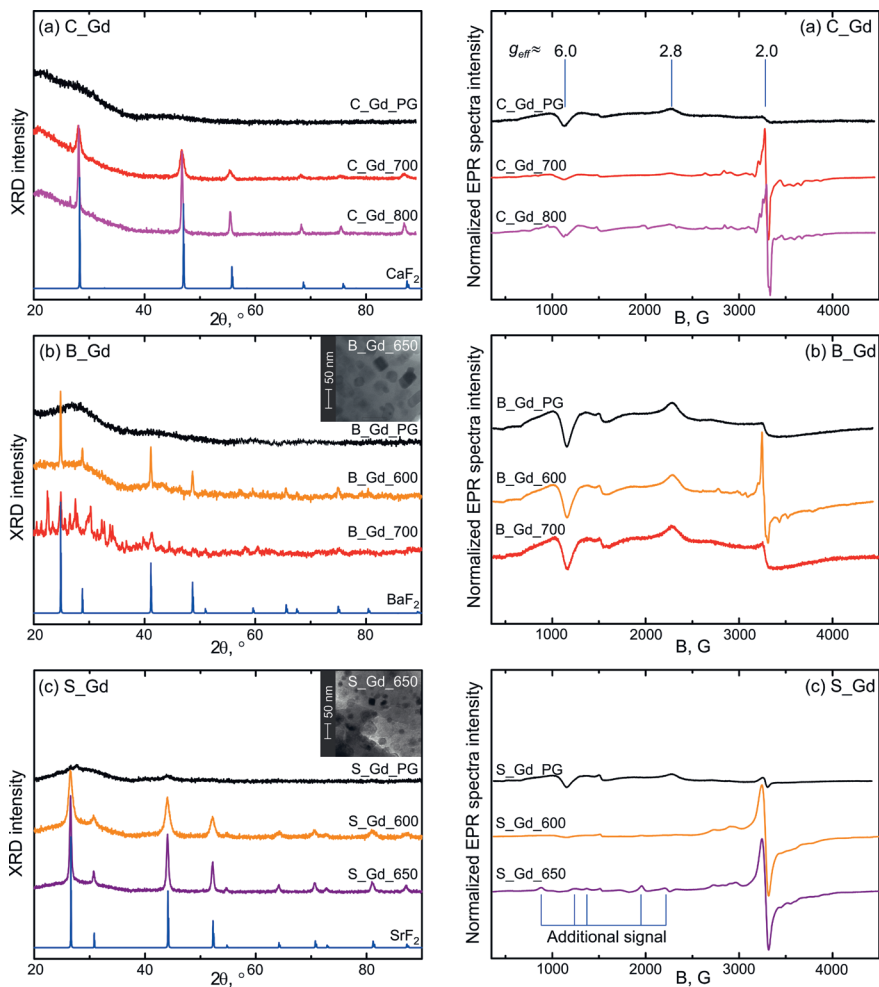 (a) C_Gd
C_Gd_PG
C_Gd_700
C_Gd_800
CaF2
XRD intensity
20 40 60 80
2θ, °
(a) C_Gd
geff≈ 6.0 2.8 2.0
C_Gd_PG
C_Gd_700
C_Gd_800
Normalized EPR spectra intensity
1000 2000 3000 4000
B, G
(b) B_Gd
B_Gd_650
50 nm
B_Gd_PG
B_Gd_600
B_Gd_700
BaF2
XRD intensity
20 40 60 80
2θ, °
(b) B_Gd
B_Gd_PG
B_Gd_600
B_Gd_700
Normalized EPR spectra intensity
1000 2000 3000 4000
B, G
(c) S_Gd
S_Gd_650
50 nm
S_Gd_PG
S_Gd_600
S_Gd_650
SrF2
XRD intensity
20 40 60 80
2θ, °
(c) S_Gd
S_Gd_PG
S_Gd_600
S_Gd_650
Additional signal
Normalized EPR spectra intensity
1000 2000 3000 4000
B, G